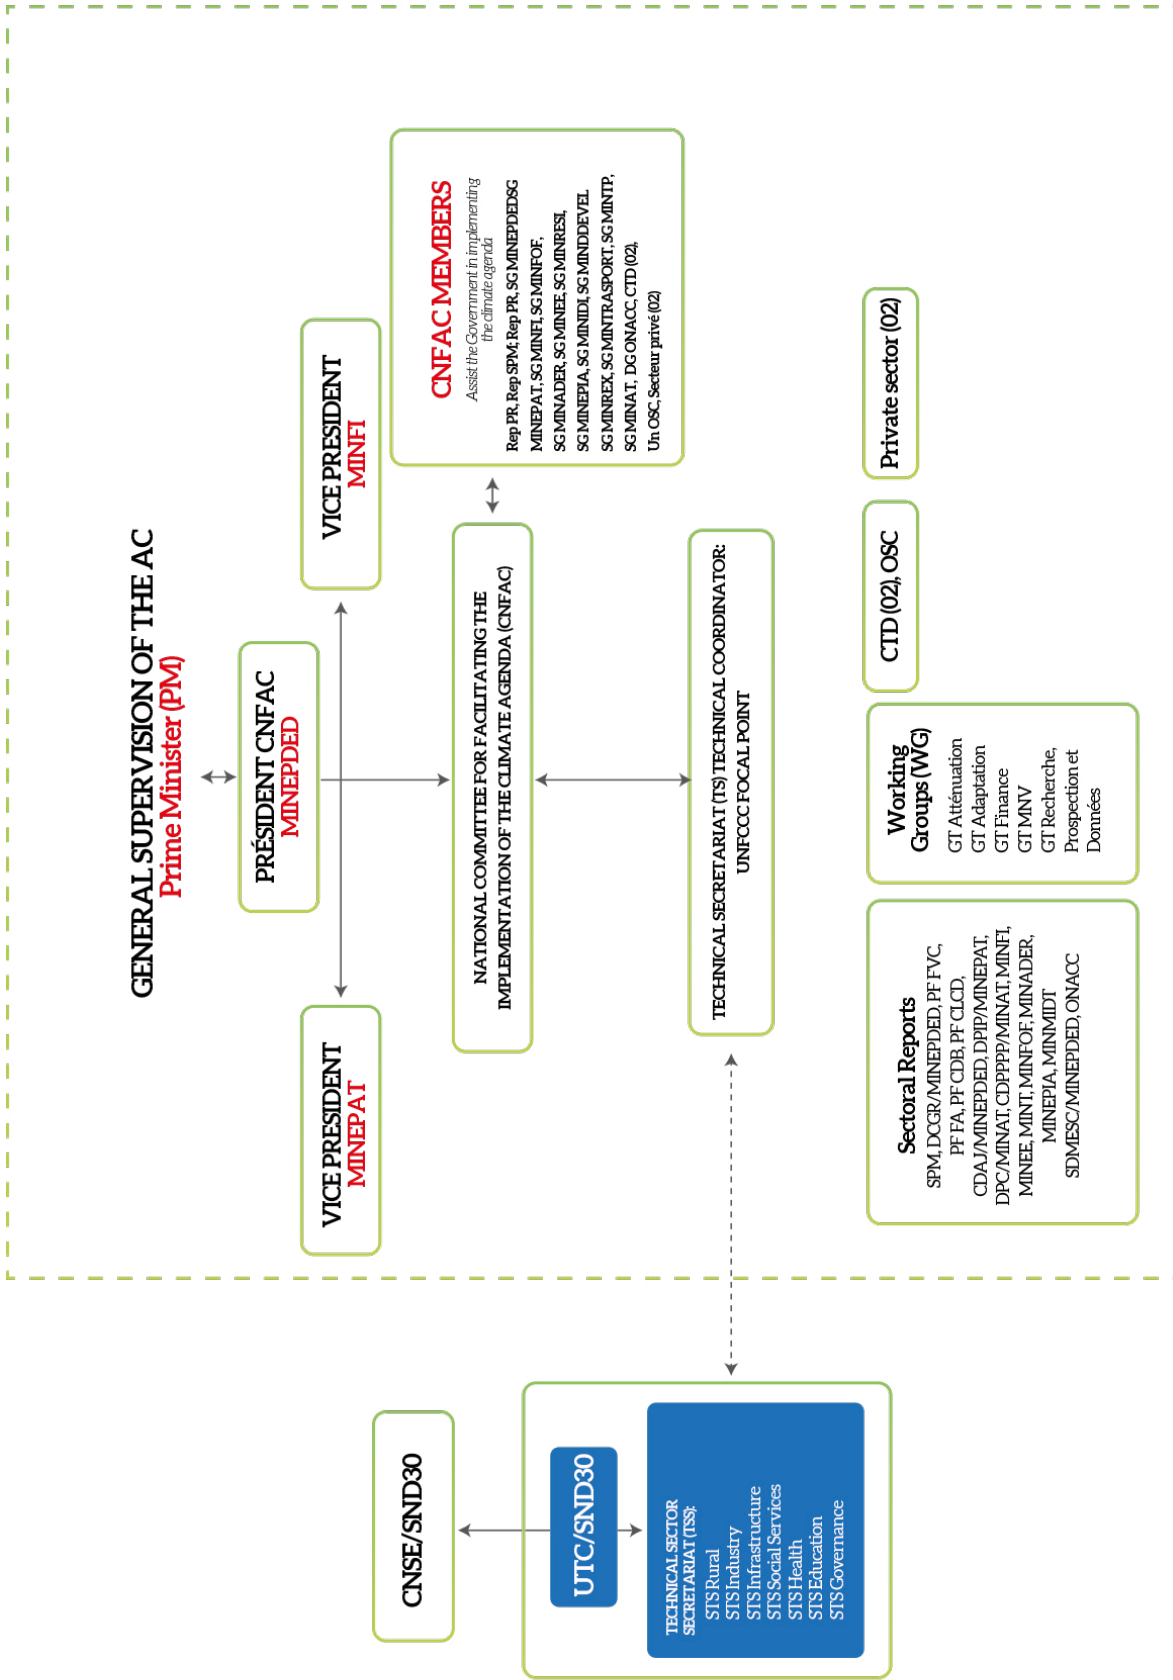 GENERAL SUPERVISION OF THE AC
Prime Minister (PM)
PRÉSIDENT CNFAC
MINEPDED
VICE PRESIDENT
MINEPAT
VICE PRESIDENT
MINFI
CNSE/SND30
NATIONAL COMMITTEE FOR FACILITATING THE
IMPLEMENTATION OF THE CLIMATE AGENDA (CNFAC)
CNFAC MEMBERS
Assist the Government in implementing
the climate agenda
Rep PR, Rep SPM; Rep PR, SG MINEPDEDSG
MINEPAT, SG MINFI, SG MINFOF,
SG MINADER, SG MINEE, SG MINRESI,
SG MINEPIA, SG MINIDI, SG MINDDEVEL
SG MINREX, SG MINTRASPORT, SG MINTP,
SG MINAT, DG ONACC, CTD (02),
Un OSC, Secteur privé (02)
UTC/SND30
TECHNICAL SECTOR
SECRETARIAT (TSS):
STS Rural
STS Industry
STS Infrastructure
STS Social Services
STS Health
STS Education
STS Governance
TECHNICAL SECRETARIAT (TS) TECHNICAL COORDINATOR:
UNFCCC FOCAL POINT
Sectoral Reports
SPM, DCGR/MINEPDED, PF FVC,
PF FA, PF CDB, PF CLCD,
CDAJ/MINEPDED, DPIP/MINEPAT,
DPC/MINAT, CDPPPP/MINAT, MINFI,
MINEE, MINT, MINFOF, MINADER,
MINEPIA, MINMIDT
SDMESC/MINEPDED, ONACC
Working
Groups (WG)
GT Atténuation
GT Adaptation
GT Finance
GT MNV
GT Recherche,
Prospection et
Données
CTD (02), OSC
Private sector (02)